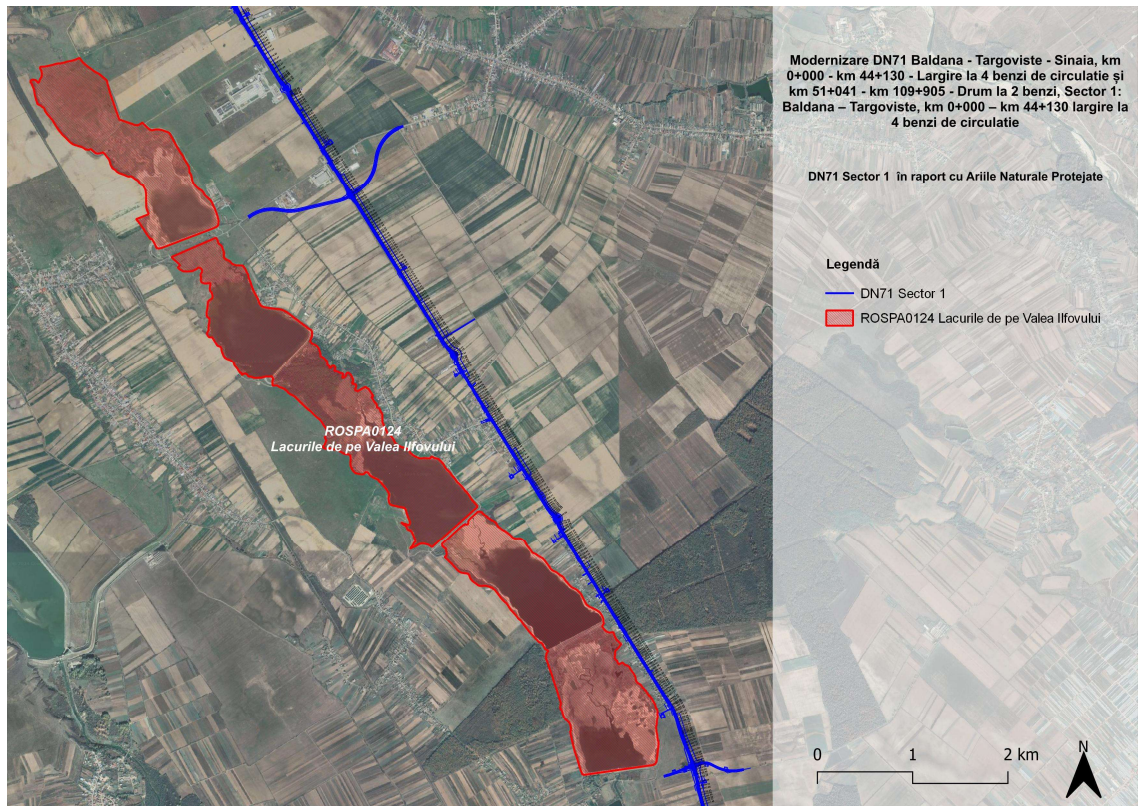 Modernizare DN71 Baldana - Targoviste - Sinaia, km
0+000 - km 44+130 - Largire la 4 benzi de circulatie și
km 51+041 - km 109+905 - Drum la 2 benzi, Sector 1:
Baldana – Targoviste, km 0+000 – km 44+130 largire la
4 benzi de circulatie
DN71 Sector 1 în raport cu Ariile Naturale Protejate
Legendă
DN71 Sector 1
ROSPA0124 Lacurile de pe Valea Ilfovului
ROSPA0124
Lacurile de pe Valea Ilfovului
0 1 2 km
N